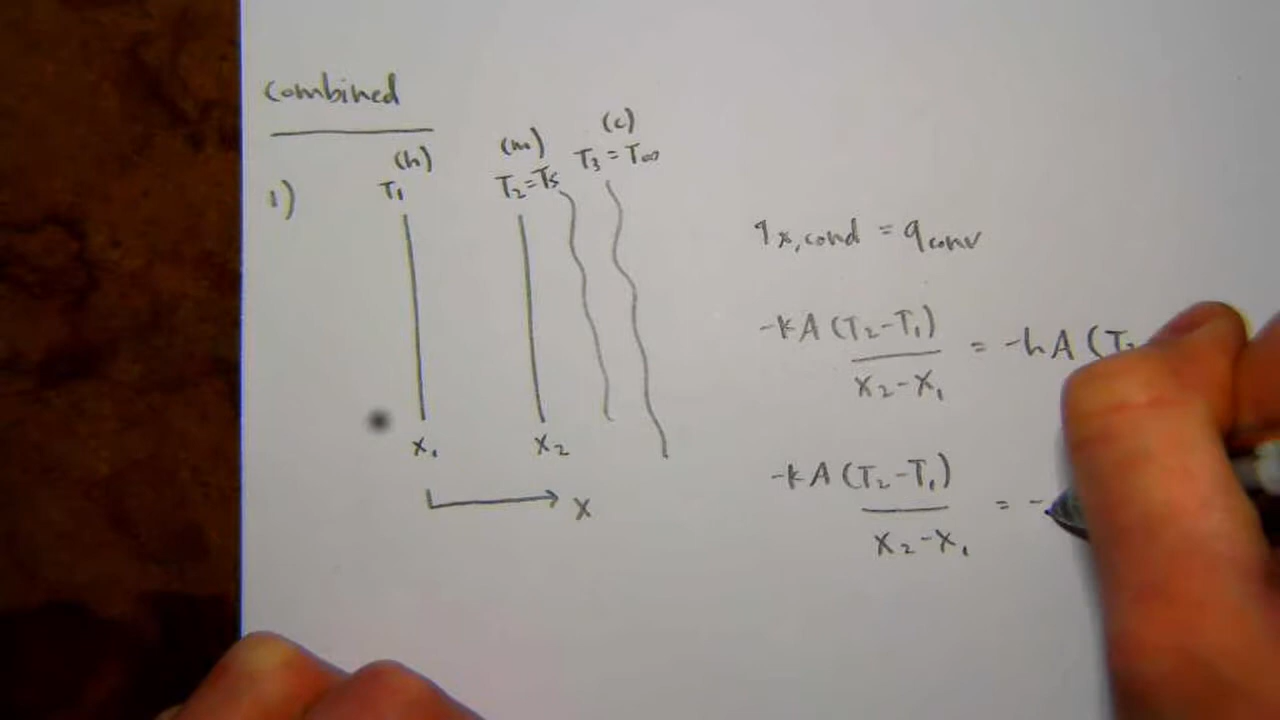 Combined
1)
(h) (m) (c)
T₁ T₂=Ts T₃=T∞
x₁ x₂
x
qx,cond = qconv
-kA(T₂-T₁) / x₂-x₁ = -hA(T
-kA(T₂-T₁) / x₂-x₁ = -